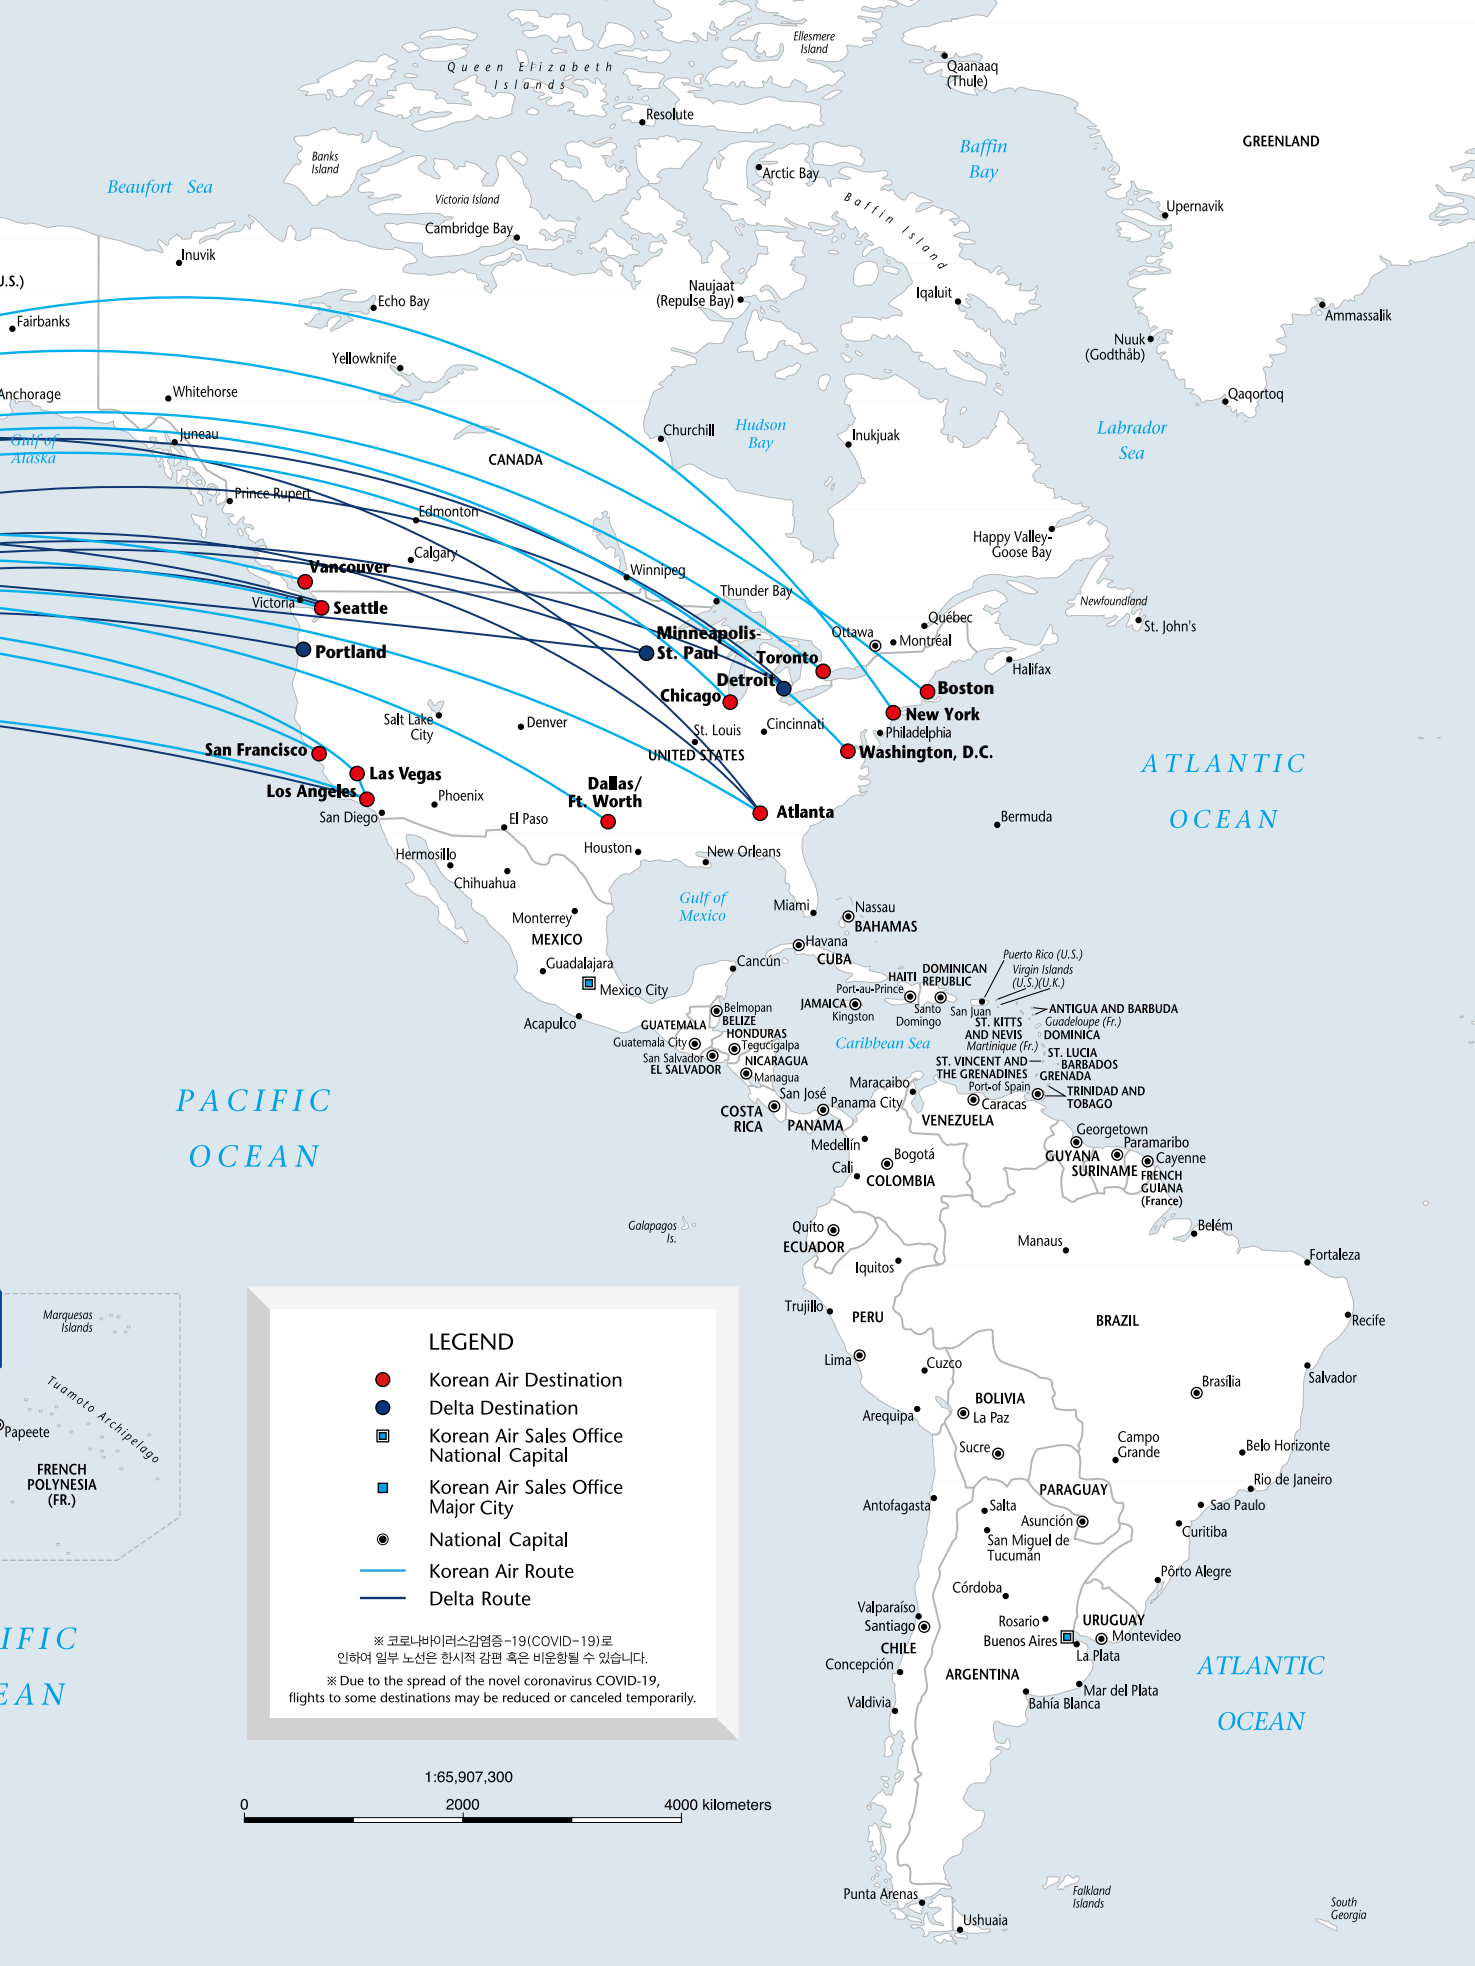 Ellesmere
Island
Queen Elizabeth
Islands
Qaanaaq
(Thule)
Resolute
GREENLAND
Baffin
Bay
Banks
Island
Arctic Bay
Beaufort Sea
Victoria Island
Baffin Island
Upernavik
Cambridge Bay
Inuvik
Naujaat
(Repulse Bay)
Iqaluit
Echo Bay
Fairbanks
Ammassalik
Nuuk
(Godthåb)
Yellowknife
Anchorage
Whitehorse
Qaqortoq
Gulf of
Alaska
Juneau
Churchill
Hudson
Bay
Inukjuak
Labrador
Sea
CANADA
Prince Rupert
Edmonton
Calgary
Happy Valley-
Goose Bay
Vancouver
Winnipeg
Thunder Bay
Victoria
Seattle
Newfoundland
St. John's
Québec
Ottawa
Montréal
Minneapolis-
St. Paul
Portland
Toronto
Halifax
Detroit
Chicago
Boston
New York
Salt Lake
City
Denver
St. Louis
Cincinnati
Philadelphia
San Francisco
UNITED STATES
Washington, D.C.
Las Vegas
Los Angeles
Phoenix
Dallas/
Ft. Worth
Atlanta
San Diego
El Paso
ATLANTIC
OCEAN
Bermuda
Hermosillo
Chihuahua
Houston
New Orleans
Gulf of
Mexico
Monterrey
Miami
Nassau
BAHAMAS
MEXICO
Havana
CUBA
Guadalajara
Mexico City
Cancún
HAITI
DOMINICAN
REPUBLIC
Puerto Rico (U.S.)
Virgin Islands
(U.S.)(U.K.)
Port-au-Prince
JAMAICA
Kingston
Santo
Domingo
San Juan
Acapulco
Belmopan
BELIZE
GUATEMALA
HONDURAS
Guatemala City
Tegucigalpa
San Salvador
EL SALVADOR
NICARAGUA
Managua
ANTIGUA AND BARBUDA
Guadeloupe (Fr.)
ST. KITTS
AND NEVIS
DOMINICA
Martinique (Fr.)
ST. LUCIA
BARBADOS
ST. VINCENT AND
THE GRENADINES
GRENADA
Port-of Spain
TRINIDAD AND
TOBAGO
Caribbean Sea
Maracaibo
San José
COSTA
RICA
Panama City
PANAMA
Caracas
VENEZUELA
PACIFIC
OCEAN
Medellín
Cali
Bogotá
COLOMBIA
Georgetown
GUYANA
Paramaribo
SURINAME
Cayenne
FRENCH
GUIANA
(France)
Galapagos
Is.
Quito
ECUADOR
Manaus
Belém
Iquitos
Fortaleza
Trujillo
PERU
BRAZIL
Recife
Lima
Cuzco
Salvador
BOLIVIA
La Paz
Brasília
Arequipa
Sucre
Campo
Grande
Belo Horizonte
PARAGUAY
Rio de Janeiro
Antofagasta
Salta
Asunción
Sao Paulo
San Miguel de
Tucumán
Curitiba
Pôrto Alegre
Córdoba
Valparaíso
Santiago
Rosario
URUGUAY
Buenos Aires
Montevideo
CHILE
La Plata
Concepción
ARGENTINA
Mar del Plata
Valdivia
Bahía Blanca
ATLANTIC
OCEAN
Punta Arenas
Falkland
Islands
South
Georgia
Ushuaia
Marquesas
Islands
Tuamoto Archipelago
Papeete
FRENCH
POLYNESIA
(FR.)
LEGEND
Korean Air Destination
Delta Destination
Korean Air Sales Office
National Capital
Korean Air Sales Office
Major City
National Capital
Korean Air Route
Delta Route
※ 코로나바이러스감염증-19(COVID-19)로
인하여 일부 노선은 한시적 감편 혹은 비운항될 수 있습니다.
※ Due to the spread of the novel coronavirus COVID-19,
flights to some destinations may be reduced or canceled temporarily.
1:65,907,300
0 2000 4000 kilometers